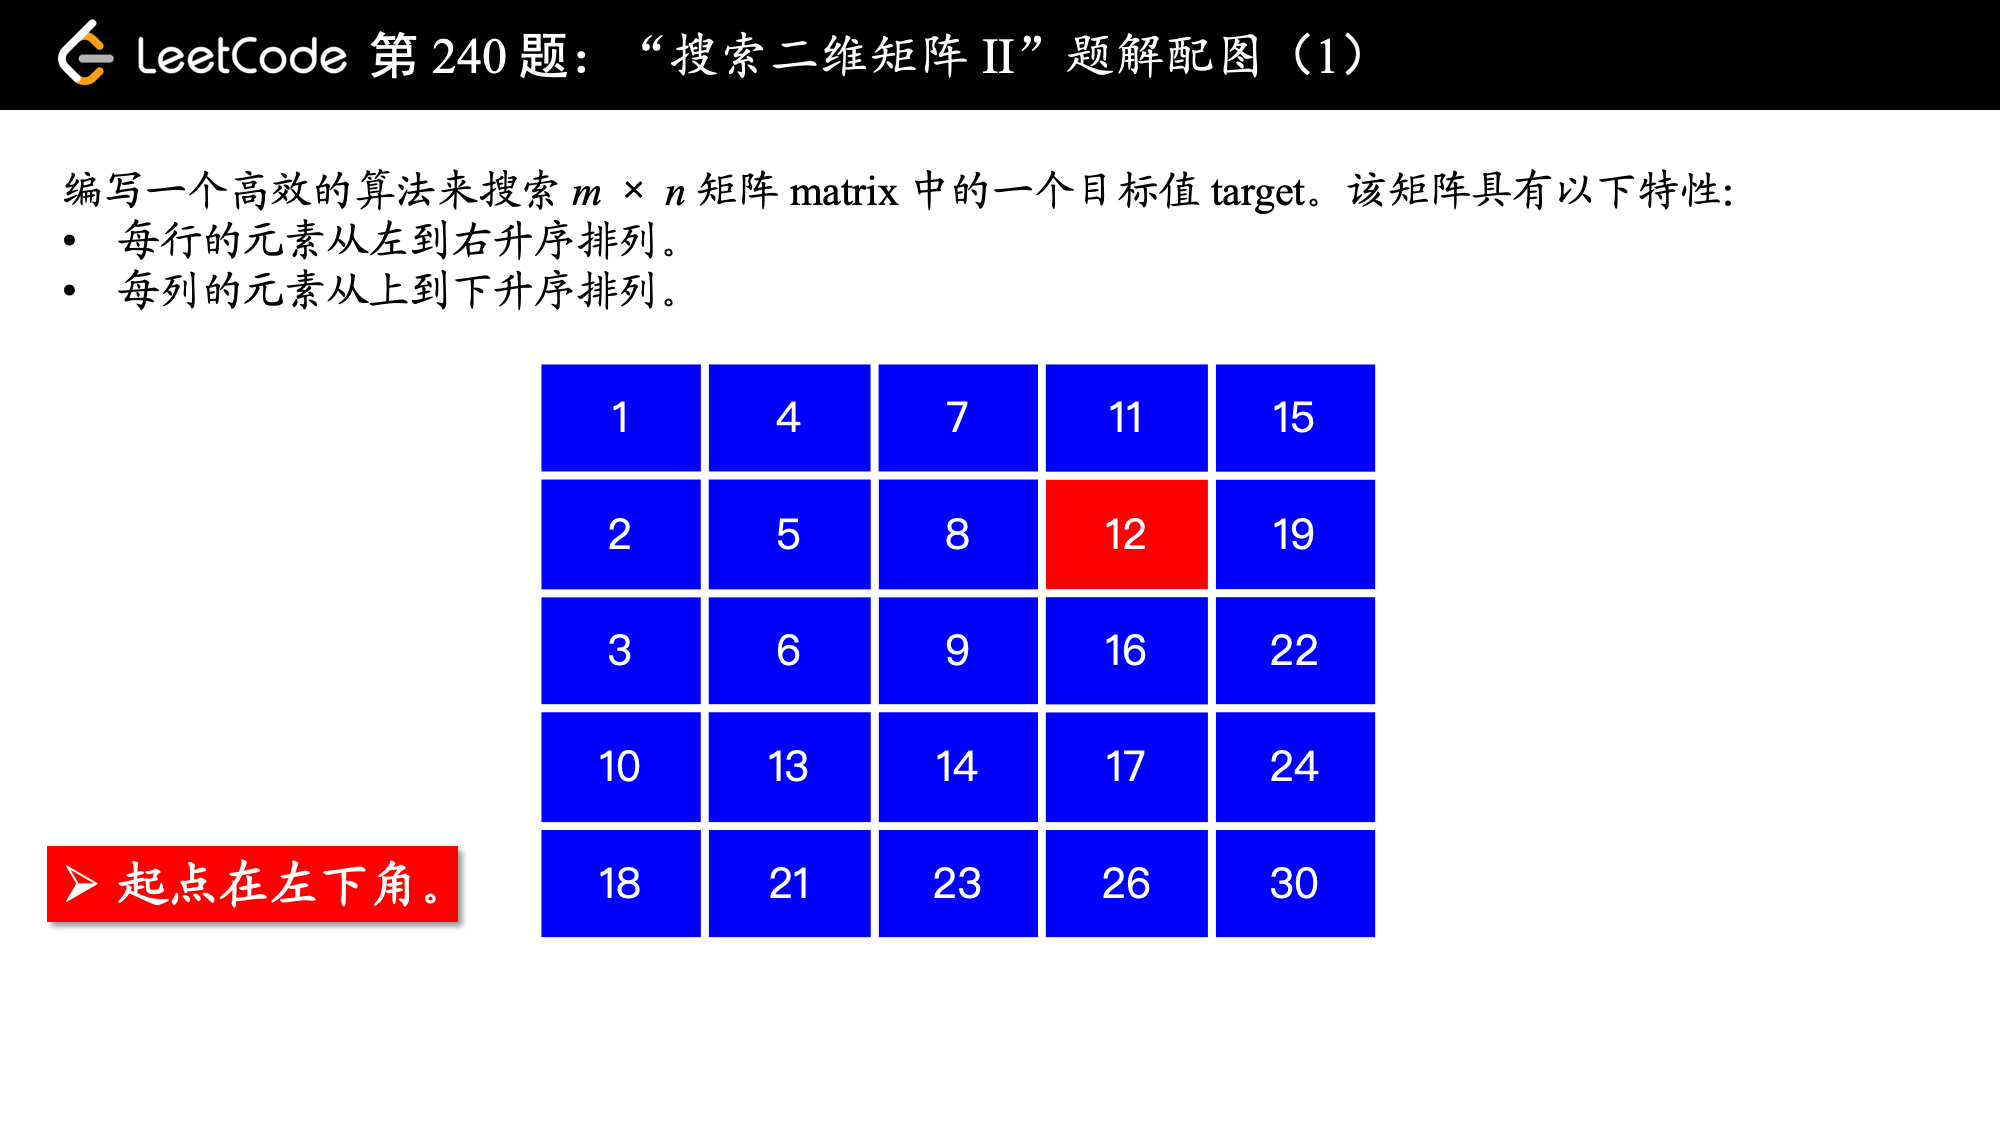 LeetCode 第 240 题：“搜索二维矩阵 II”题解配图（1）
编写一个高效的算法来搜索 m × n 矩阵 matrix 中的一个目标值 target。该矩阵具有以下特性：
• 每行的元素从左到右升序排列。
• 每列的元素从上到下升序排列。
1 4 7 11 15
2 5 8 12 19
3 6 9 16 22
10 13 14 17 24
18 21 23 26 30
➢ 起点在左下角。